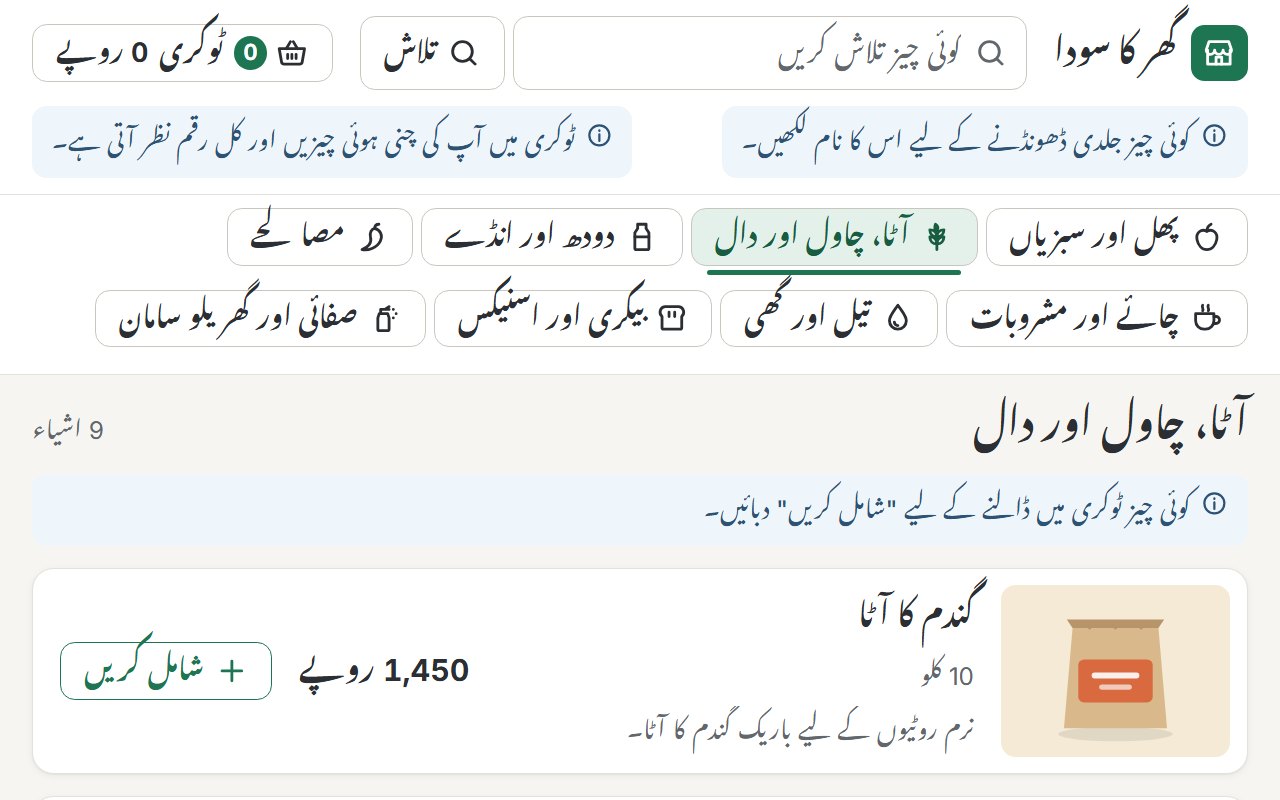 گھر کا سودا
کوئی چیز تلاش کریں
تلاش
0 ٹوکری 0 روپے
کوئی چیز جلدی ڈھونڈنے کے لیے اس کا نام لکھیں۔
ٹوکری میں آپ کی چنی ہوئی چیزیں اور کل رقم نظر آتی ہے۔
پھل اور سبزیاں
آٹا، چاول اور دال
دودھ اور انڈے
مصالحے
چائے اور مشروبات
تیل اور گھی
بیکری اور اسنیکس
صفائی اور گھریلو سامان
آٹا، چاول اور دال
9 اشیاء
کوئی چیز ٹوکری میں ڈالنے کے لیے "شامل کریں" دبائیں۔
گندم کا آٹا
10 کلو
نرم روٹیوں کے لیے باریک گندم کا آٹا۔
1,450 روپے
شامل کریں